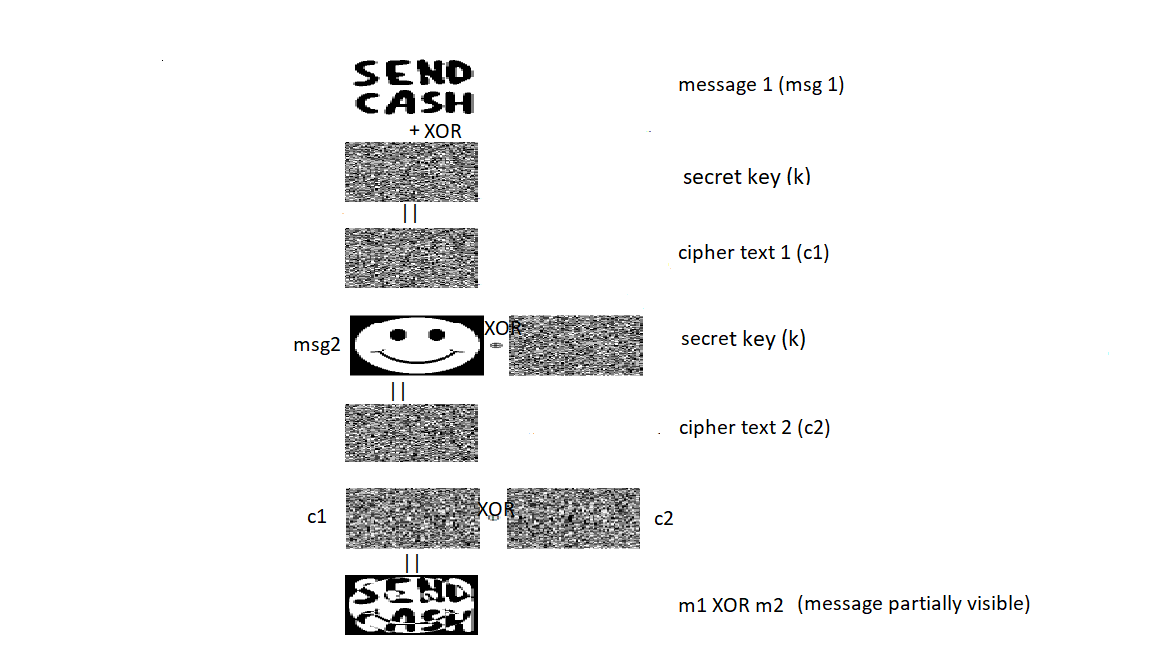 SEND
CASH
message 1 (msg 1)
+ XOR
secret key (k)
cipher text 1 (c1)
msg2
XOR
secret key (k)
cipher text 2 (c2)
c1
XOR
c2
SEND
CASH
m1 XOR m2 (message partially visible)